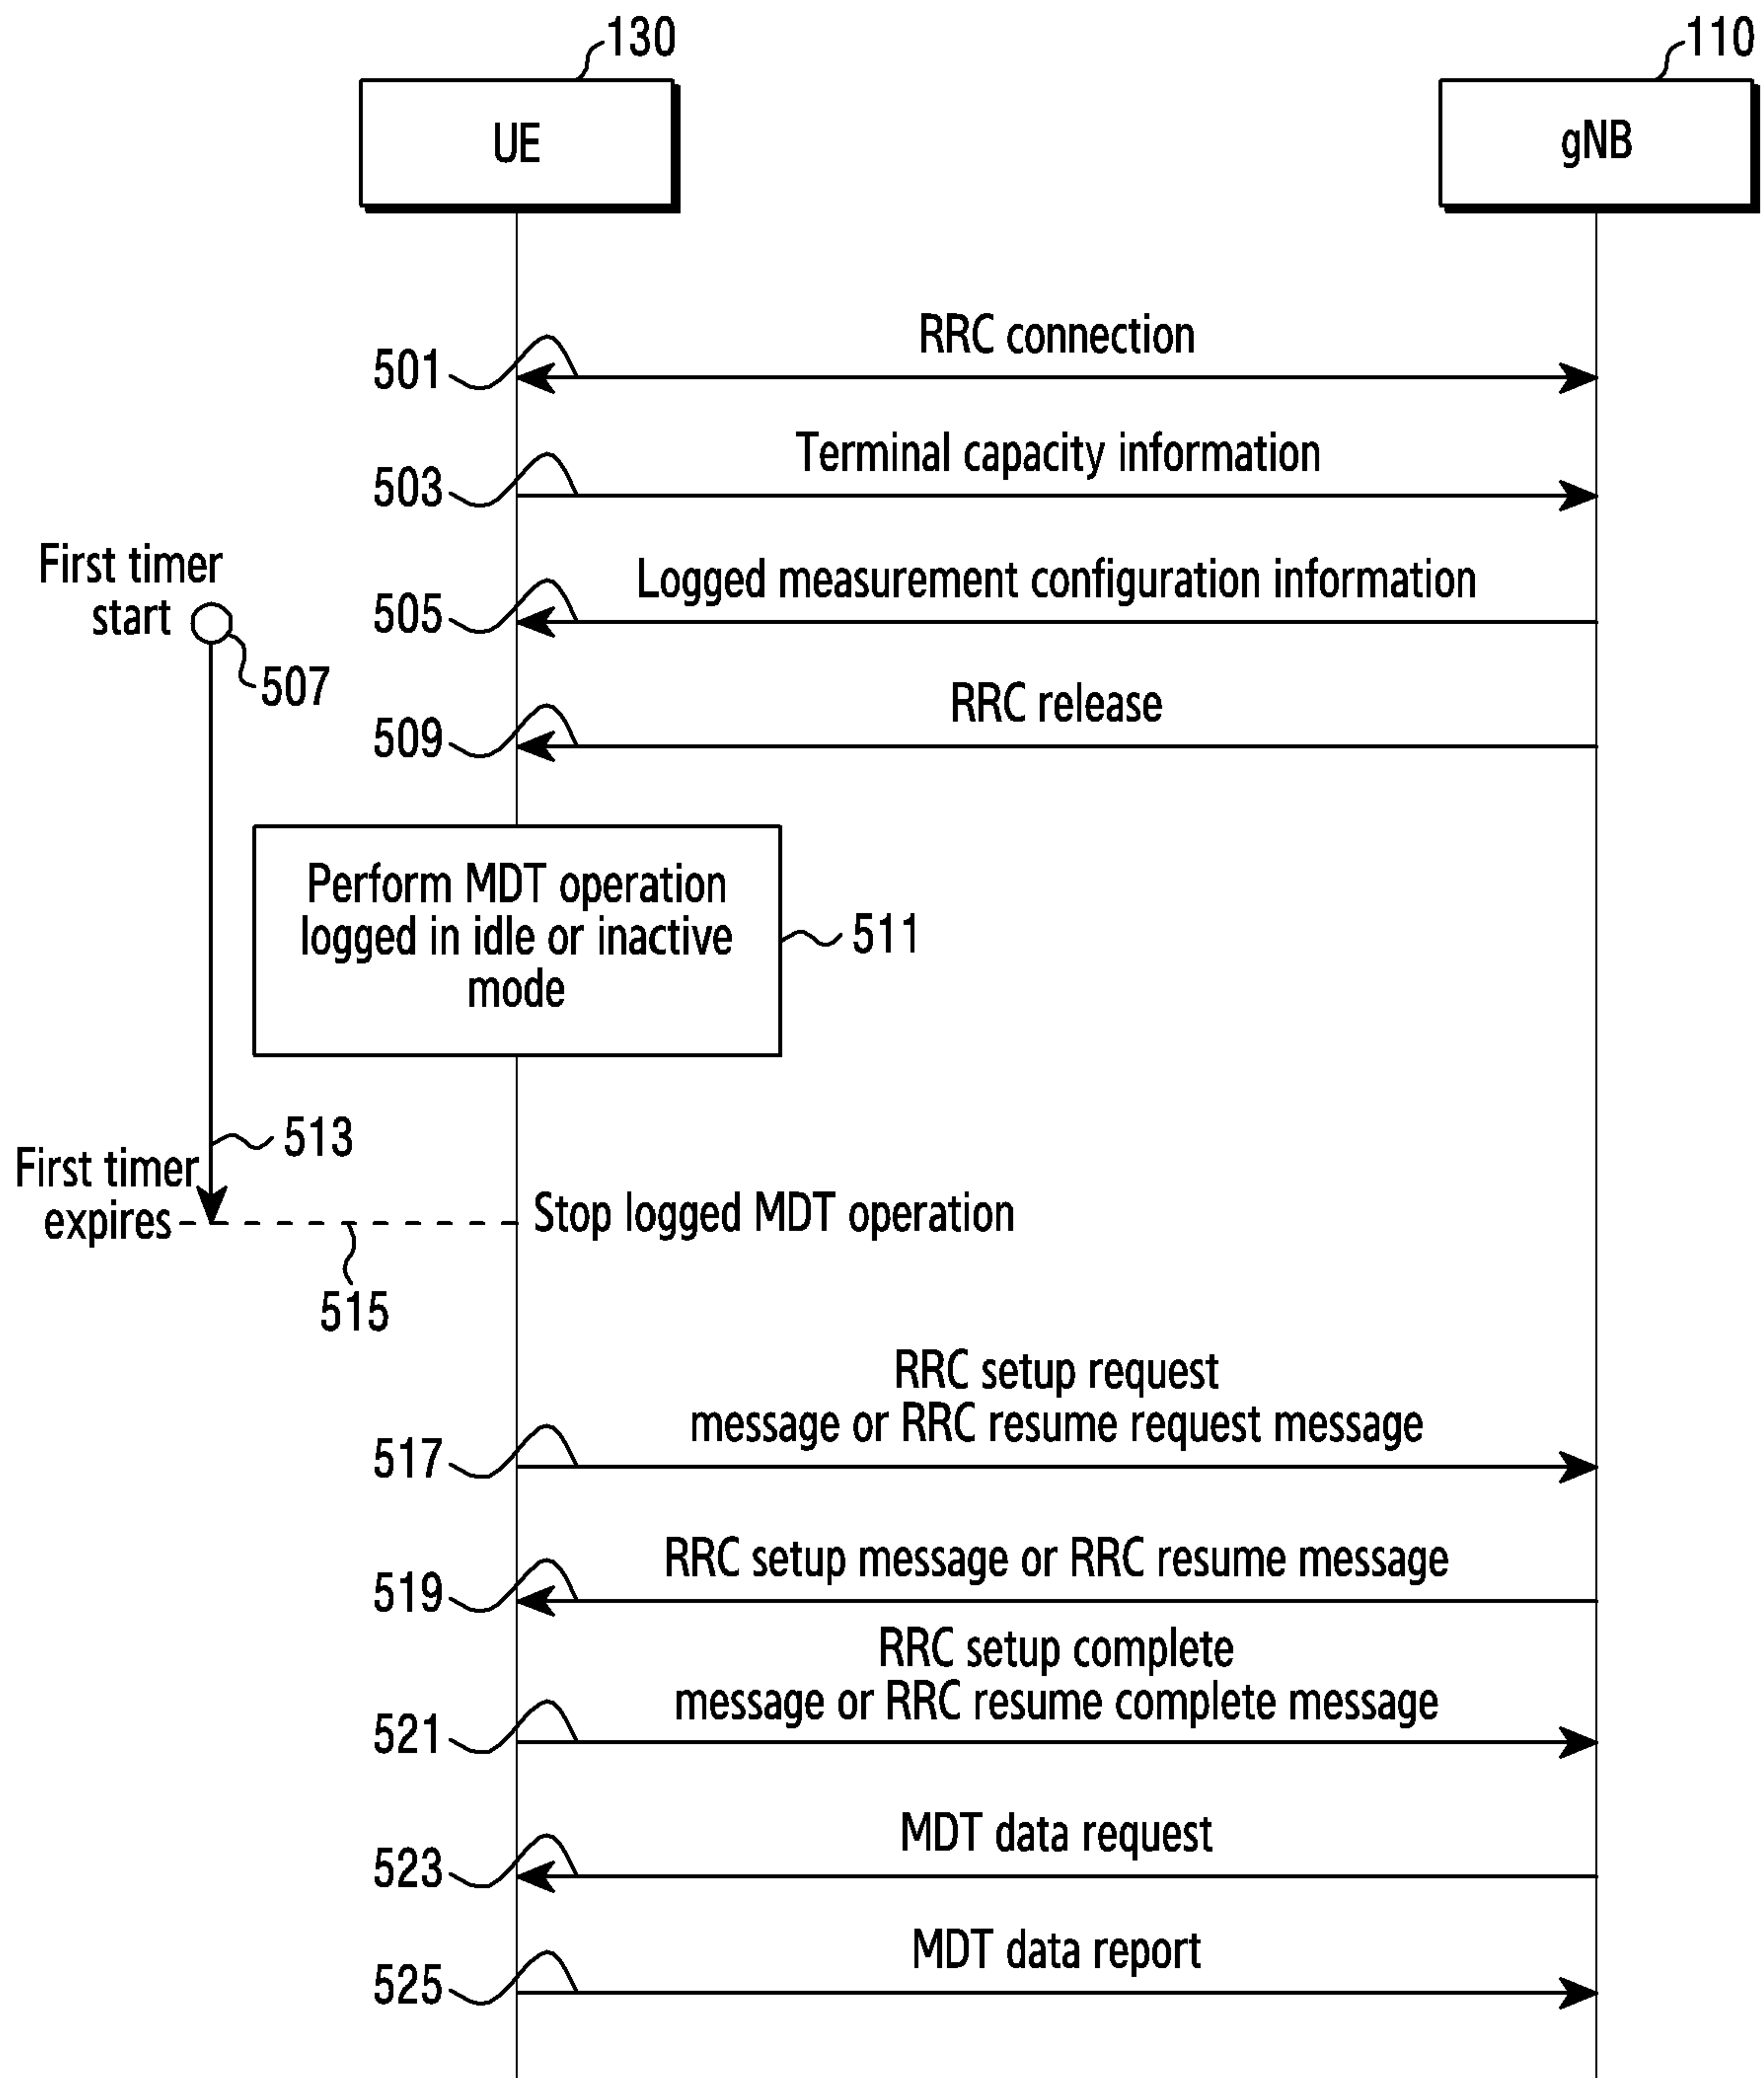 130
110
UE
gNB
RRC connection
501
Terminal capacity information
503
First timer
start
507
Logged measurement configuration information
505
RRC release
509
Perform MDT operation
logged in idle or inactive
mode
511
513
First timer
expires
Stop logged MDT operation
515
RRC setup request
message or RRC resume request message
517
RRC setup message or RRC resume message
519
RRC setup complete
message or RRC resume complete message
521
MDT data request
523
MDT data report
525